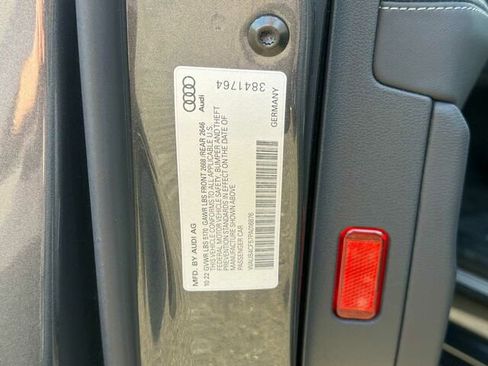 Audi
3841764
GERMANY
MFD. BY AUDI AG
10.22 GVWR LBS 5170 GAWR LBS FRONT 2668 /REAR 2646
THIS VEHICLE CONFORMS TO ALL APPLICABLE U.S.
FEDERAL MOTOR VEHICLE SAFETY, BUMPER AND THEFT
PREVENTION STANDARDS IN EFFECT ON THE DATE OF
MANUFACTURE SHOWN ABOVE.
PASSENGER CAR